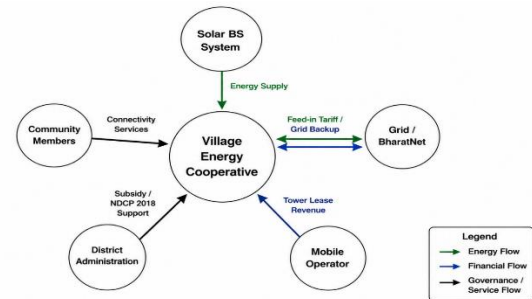 Solar BS
System
Energy Supply
Community
Members
Connectivity
Services
Village
Energy
Cooperative
Feed-in Tariff /
Grid Backup
Grid /
BharatNet
Subsidy /
NDCP 2018
Support
District
Administration
Tower Lease
Revenue
Mobile
Operator
Legend
Energy Flow
Financial Flow
Governance /
Service Flow